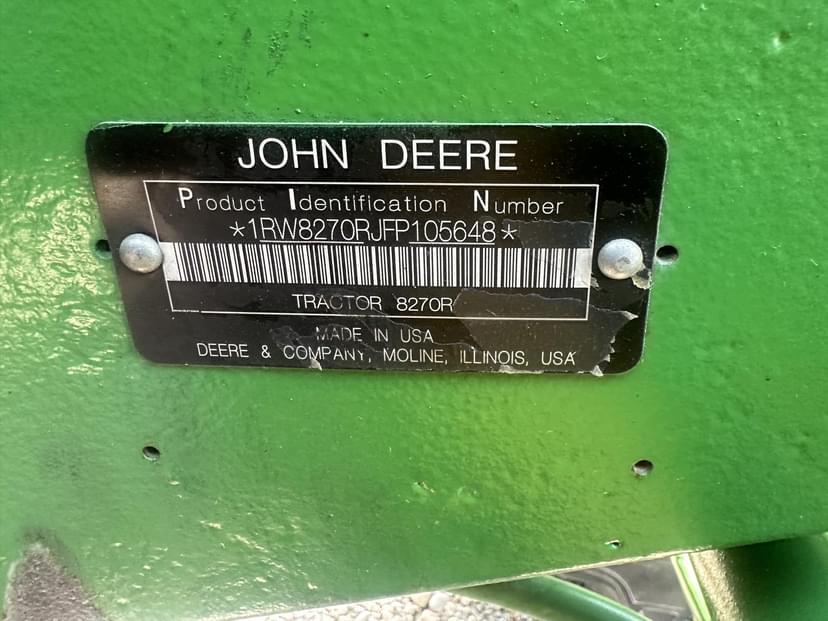 JOHN DEERE
Product Identification Number
*1RW8270RJFP105648*
TRACTOR 8270R
MADE IN USA
DEERE & COMPANY, MOLINE, ILLINOIS, USA